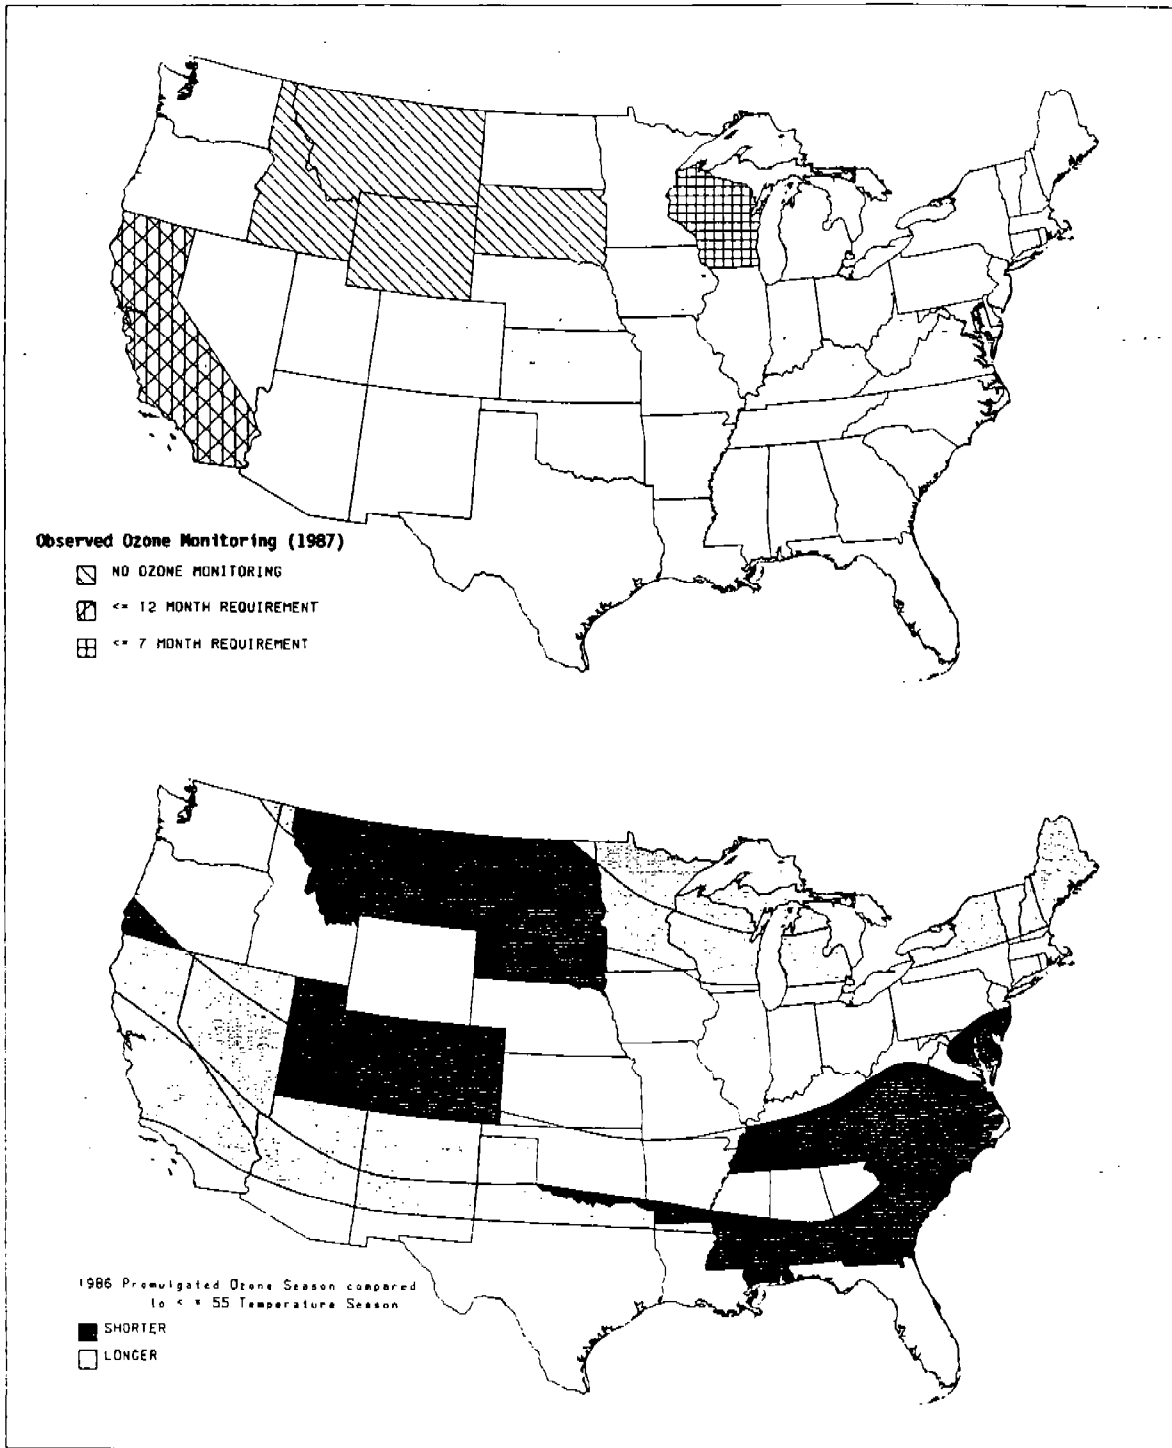 Observed Ozone Monitoring (1987)
NO OZONE MONITORING
<= 12 MONTH REQUIREMENT
<= 7 MONTH REQUIREMENT
1986 Promulgated Ozone Season compared
to < = 55 Temperature Season
SHORTER
LONGER